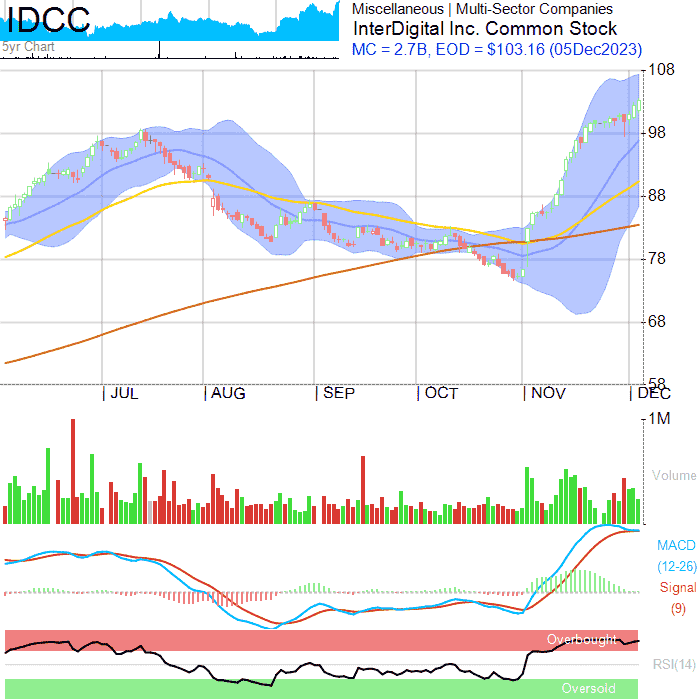 IDCC
5yr Chart
Miscellaneous | Multi-Sector Companies
InterDigital Inc. Common Stock
MC = 2.7B, EOD = $103.16 (05Dec2023)
108
98
88
78
68
58
JUL AUG SEP OCT NOV DEC
1M
Volume
MACD
(12-26)
Signal
(9)
Overbought
RSI(14)
Oversold